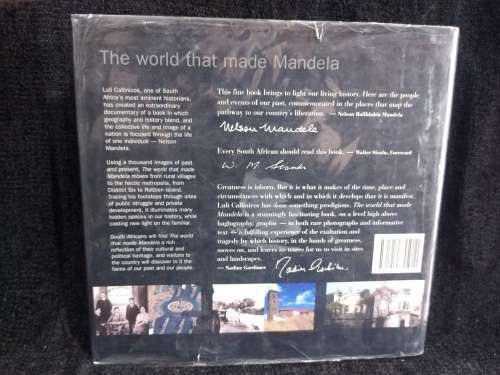 The world that made Mandela
Luli Callinicos, one of South
Africa's most eminent historians,
has created an extraordinary
documentary of a book in which
geography and history blend, and
the collective life and image of a
nation is focused through the life
of one individual — Nelson
Mandela.
Using a thousand images of past
and present, The world that made
Mandela moves from rural villages
to the hectic metropolis, from
District Six to Robben Island.
Tracing his footsteps through sites
of public struggle and private
development, it illuminates many
hidden spaces in our history, while
casting new light on the familiar.
South Africans will find The world
that made Mandela a rich
reflection of their cultural and
political heritage, and visitors to
the country will discover in it the
faces of our past and our people.
This fine book brings to light our living history. Here are the people
and events of our past, commemorated in the places that map the
pathway to our country's liberation. — Nelson Rolihlahla Mandela
Nelson Mandela
Every South African should read this book. — Walter Sisulu, Foreword
W. M. Sisulu
Greatness is inborn. But it is what it makes of the time, place and
circumstances with which and in which it develops that it is manifest.
Luli Callinicos has done something prodigious. The world that made
Mandela is a stunningly fascinating book, on a level high above
hagiography, graphic — in both rare photographs and informative
text — a fulfilling experience of the exaltation and
tragedy by which history, in the hands of greatness,
moves on, and leaves its traces for us to visit in sites
and landscapes.
— Nadine Gordimer
Nadine Gordimer